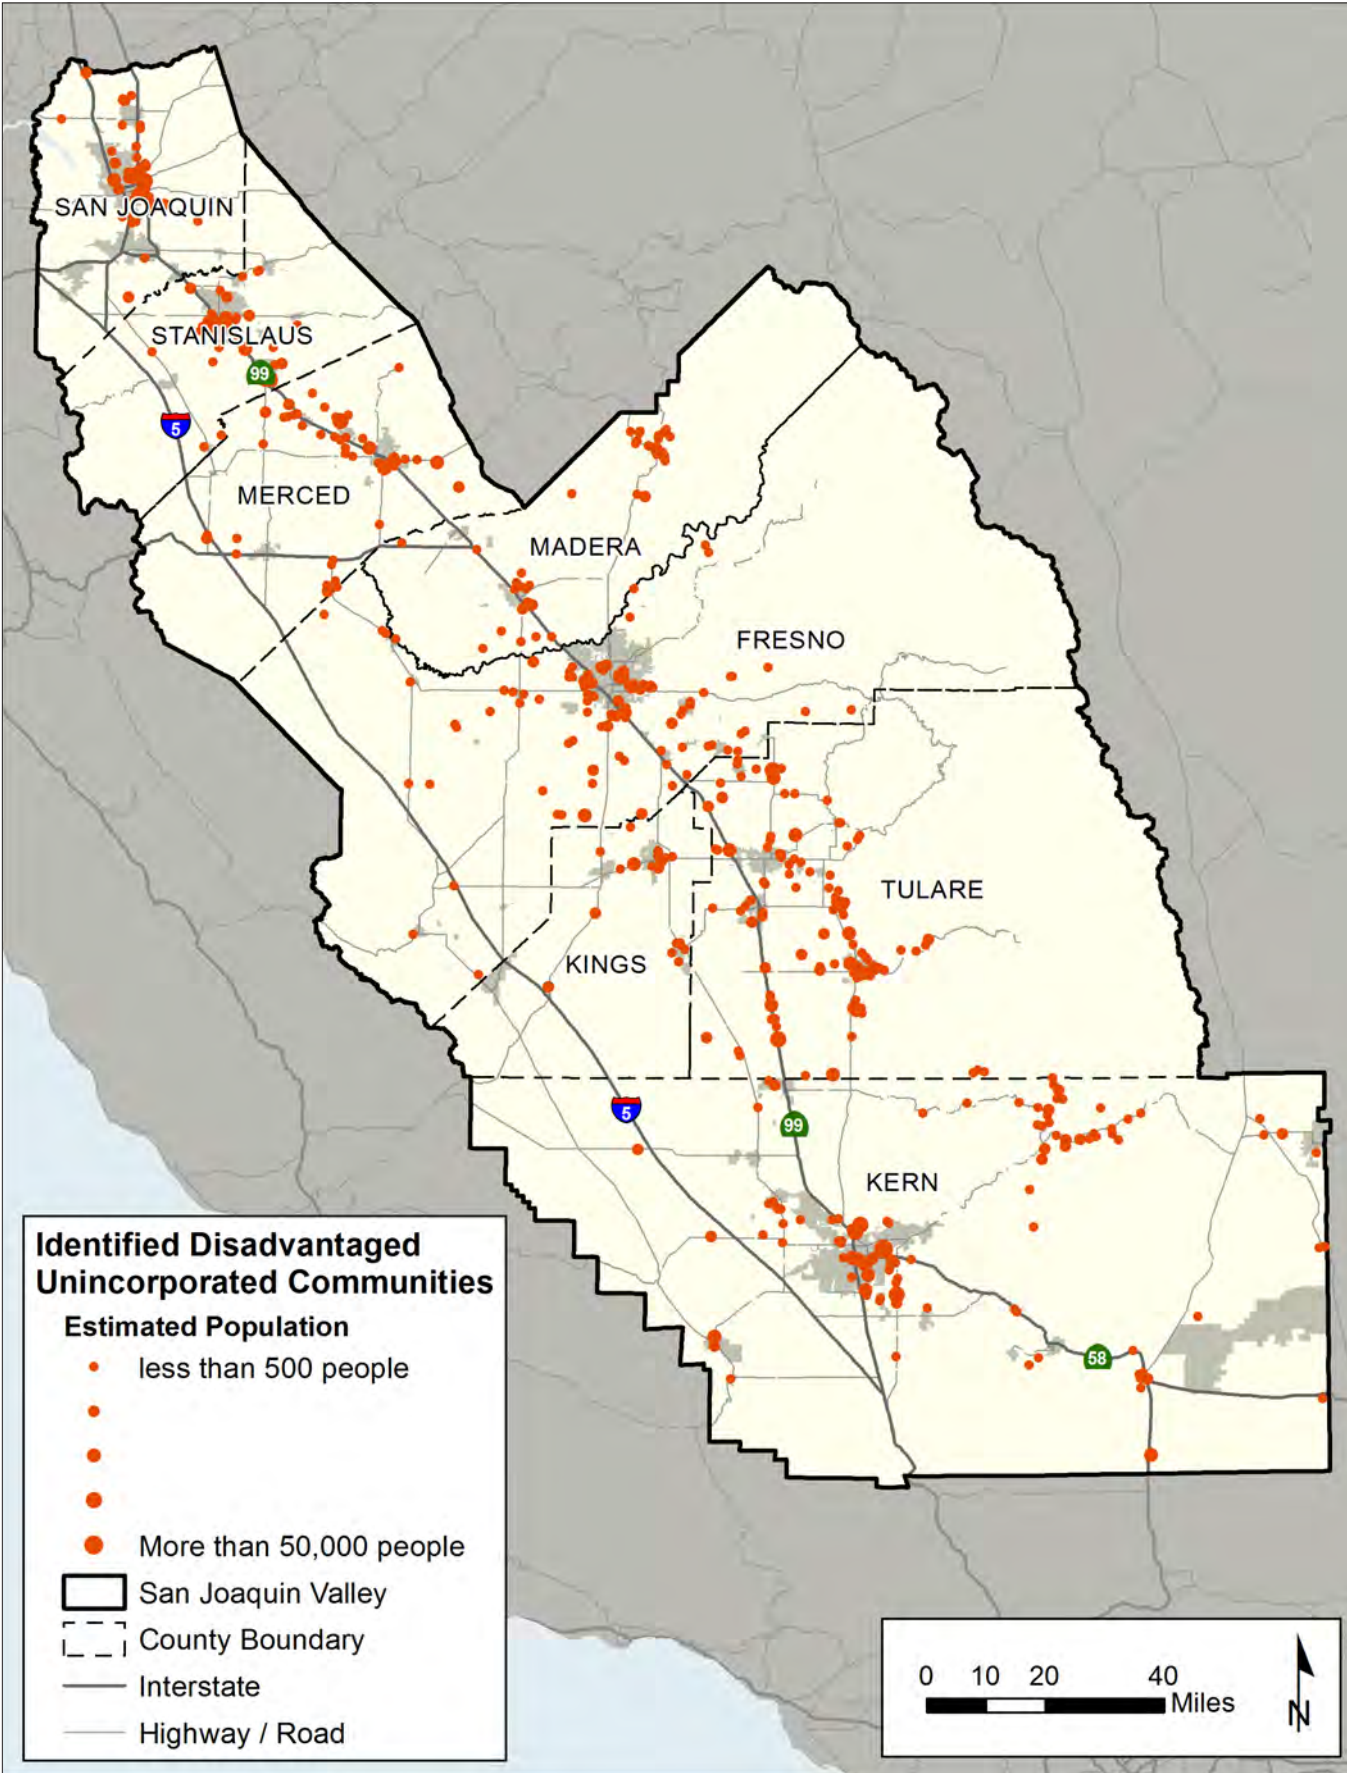 SAN JOAQUIN
STANISLAUS
99
5
MERCED
MADERA
FRESNO
TULARE
KINGS
5
99
KERN
58
Identified Disadvantaged
Unincorporated Communities
Estimated Population
less than 500 people
More than 50,000 people
San Joaquin Valley
County Boundary
Interstate
Highway / Road
0 10 20 40
Miles
N